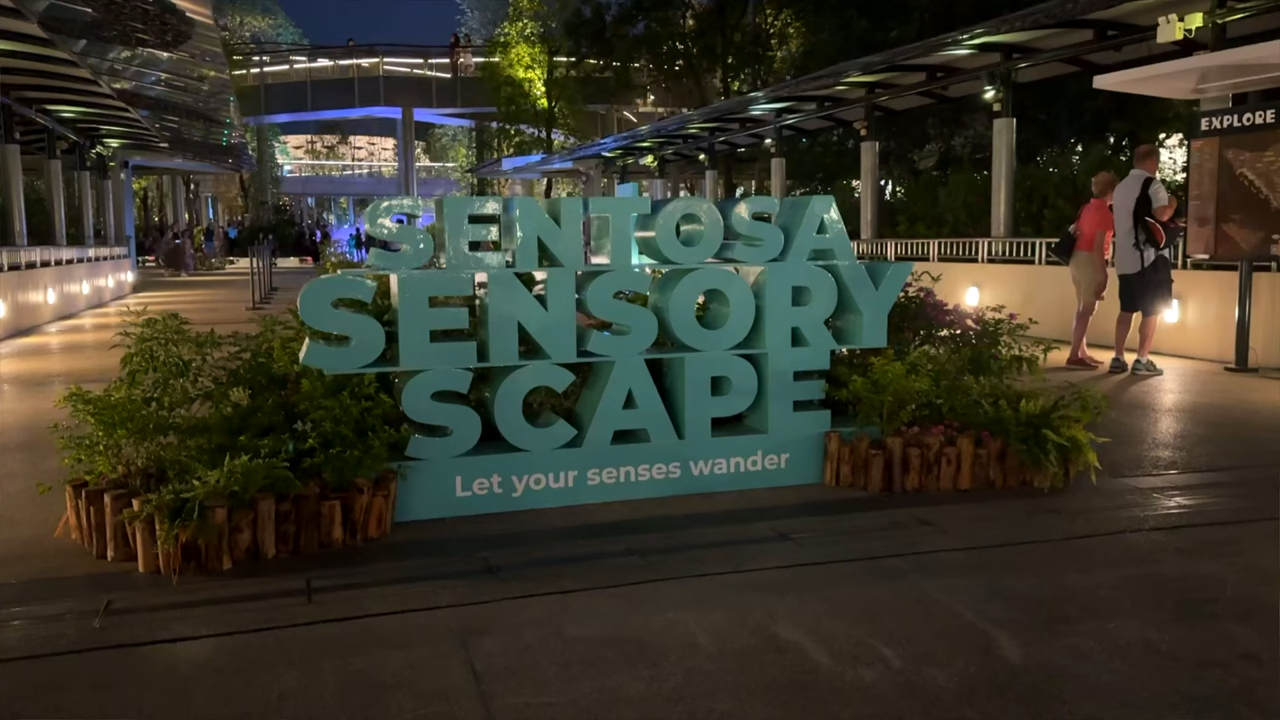 SENTOSA
SENSORY
SCAPE
Let your senses wander
EXPLORE